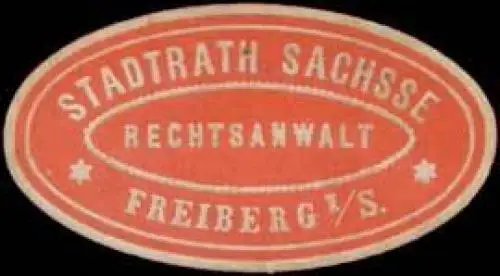 STADTRATH SACHSSE
RECHTSANWALT
FREIBERG I/S.